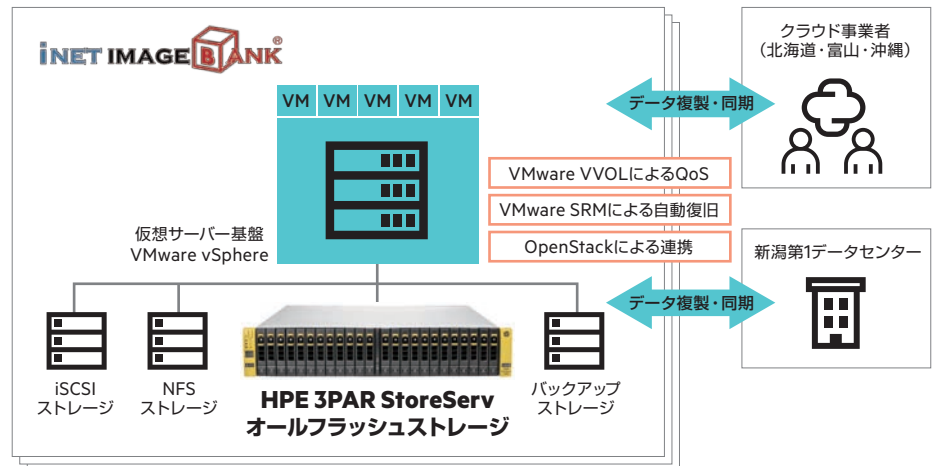 iNET IMAGE BANK®
VM VM VM VM VM
仮想サーバー基盤
VMware vSphere
VMware VVOLによるQoS
VMware SRMによる自動復旧
OpenStackによる連携
iSCSI
ストレージ
NFS
ストレージ
HPE 3PAR StoreServ
オールフラッシュストレージ
バックアップ
ストレージ
データ複製・同期
クラウド事業者
（北海道・富山・沖縄）
データ複製・同期
新潟第1データセンター